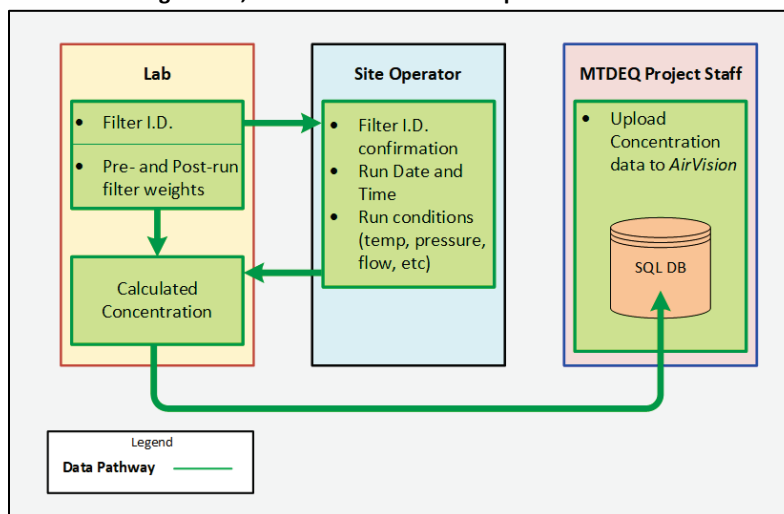 Lab
Filter I.D.
Pre- and Post-run
filter weights
Calculated
Concentration
Site Operator
Filter I.D.
confirmation
Run Date and
Time
Run conditions
(temp, pressure,
flow, etc)
MTDEQ Project Staff
Upload
Concentration
data to AirVision
SQL DB
Legend
Data Pathway